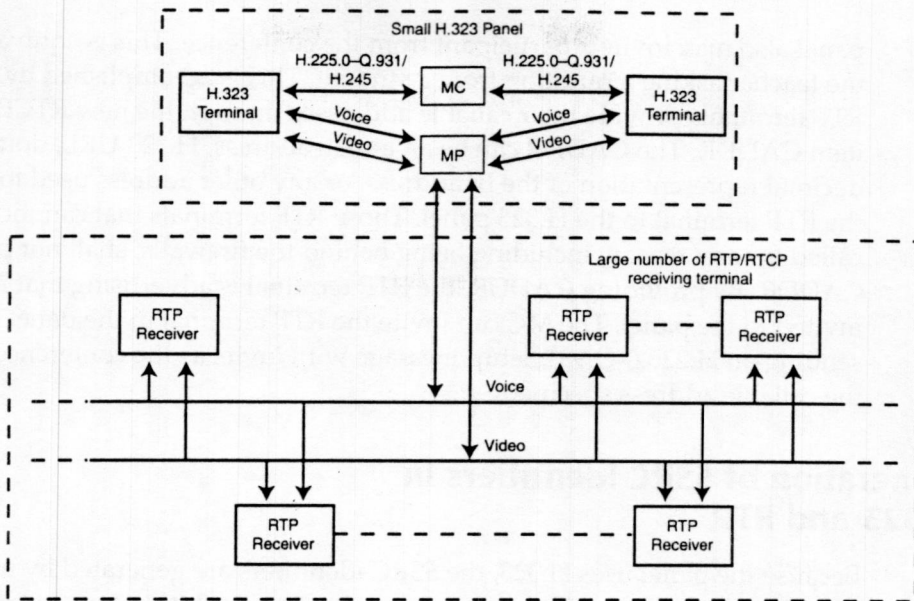 Small H.323 Panel
H.225.0–Q.931/
H.245
H.225.0–Q.931/
H.245
H.323
Terminal
MC
H.323
Terminal
Voice
Video
Voice
Video
MP
Large number of RTP/RTCP
receiving terminal
RTP
Receiver
RTP
Receiver
RTP
Receiver
Voice
Video
RTP
Receiver
RTP
Receiver